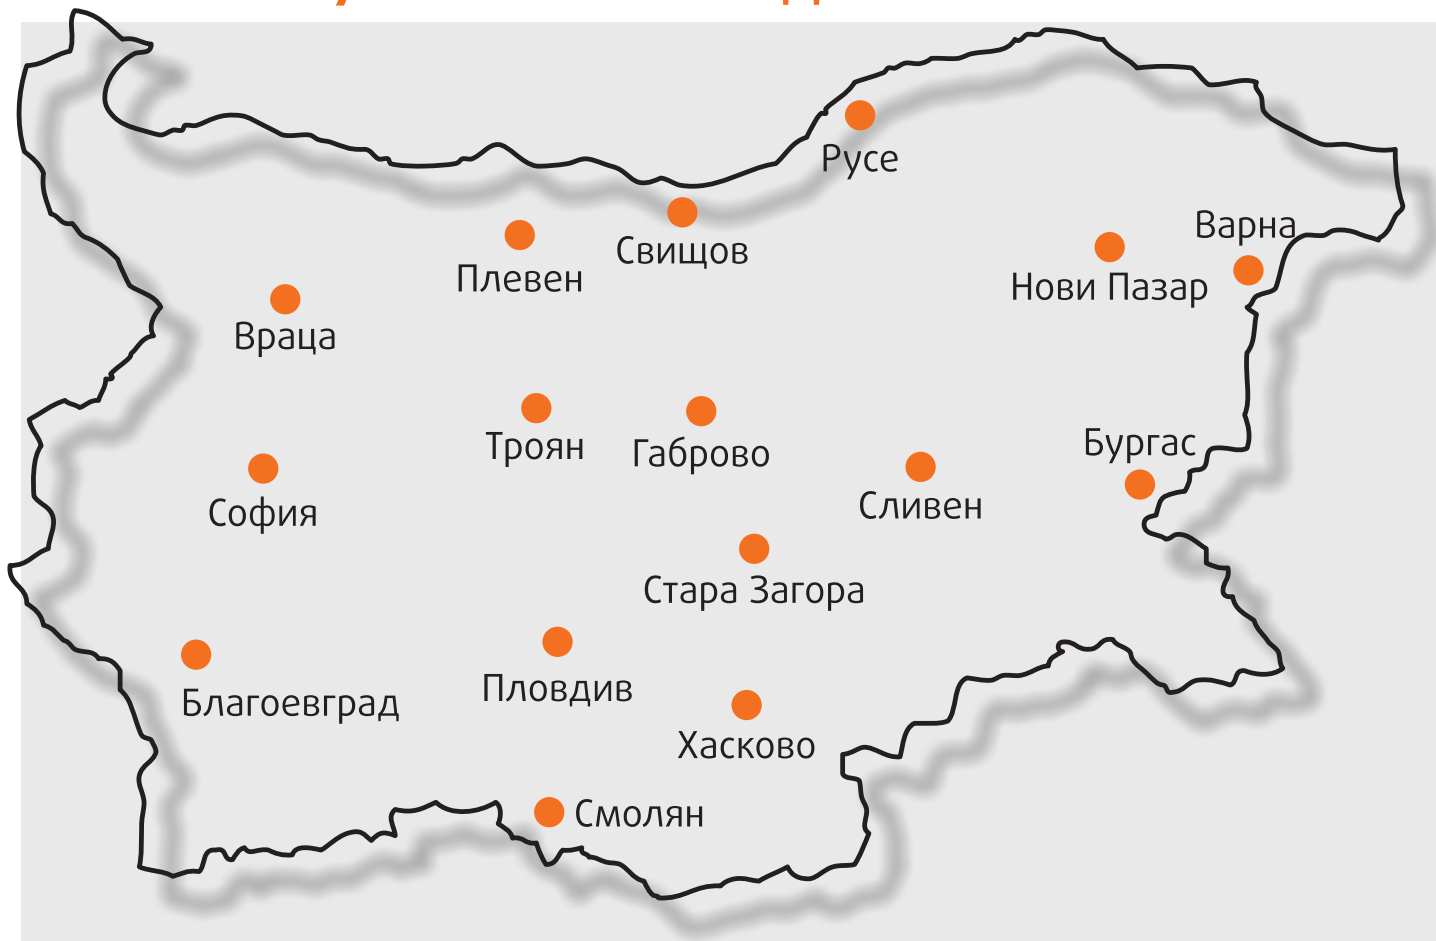 Русе
Варна
Свищов
Плевен
Нови Пазар
Враца
Троян
Габрово
Бургас
Сливен
София
Стара Загора
Пловдив
Благоевград
Хасково
Смолян